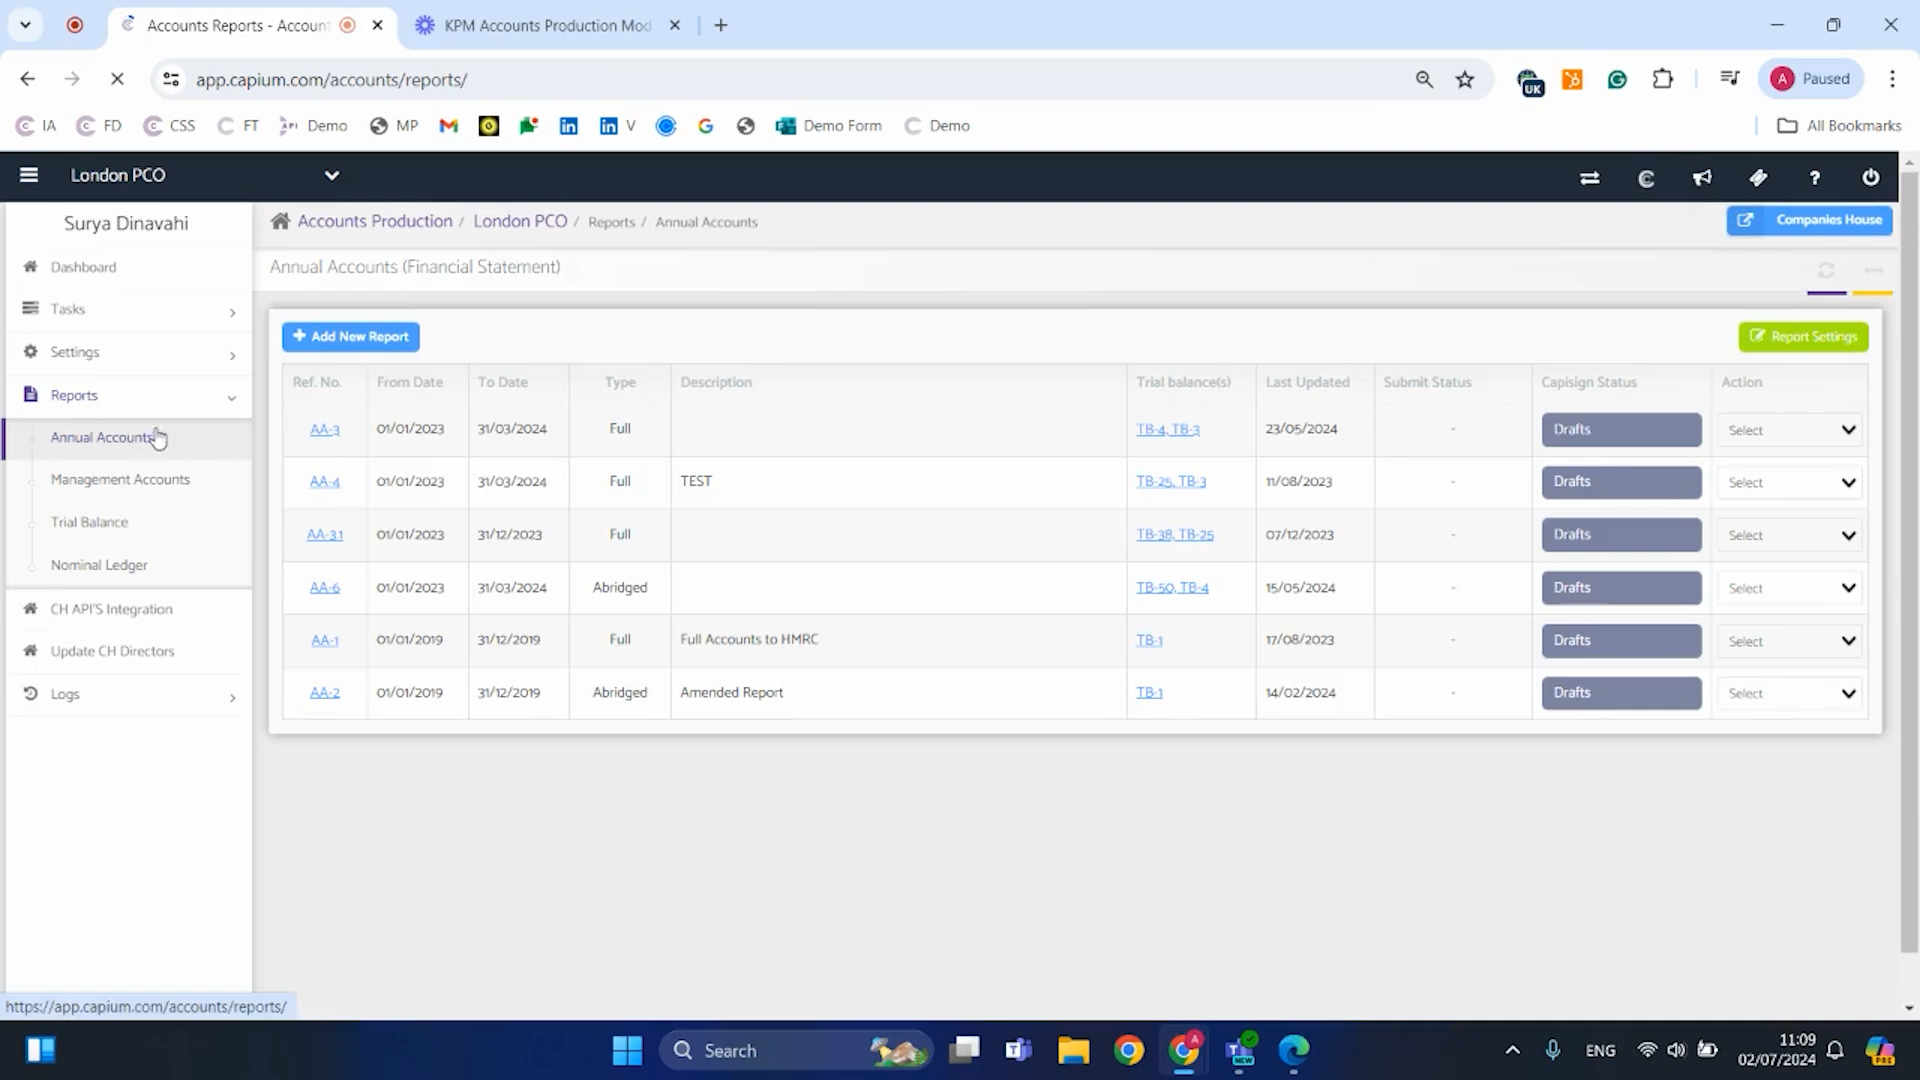 Accounts Reports - Account
KPM Accounts Production Mod
app.capium.com/accounts/reports/
UK
A Paused
IA FD CSS FT API Demo MP V Demo Form Demo All Bookmarks
London PCO
Surya Dinavahi
Accounts Production / London PCO / Reports / Annual Accounts
Companies House
Dashboard
Annual Accounts (Financial Statement)
Tasks
Settings
Reports
Annual Accounts
Management Accounts
Trial Balance
Nominal Ledger
CH API'S Integration
Update CH Directors
Logs
Add New Report
Report Settings
Ref. No. From Date To Date Type Description Trial balance(s) Last Updated Submit Status Capisign Status Action
AA-3 01/01/2023 31/03/2024 Full TB-4, TB-3 23/05/2024 - Drafts Select
AA-4 01/01/2023 31/03/2024 Full TEST TB-25, TB-3 11/08/2023 - Drafts Select
AA-3.1 01/01/2023 31/12/2023 Full TB-38, TB-25 07/12/2023 - Drafts Select
AA-6 01/01/2023 31/03/2024 Abridged TB-50, TB-4 15/05/2024 - Drafts Select
AA-1 01/01/2019 31/12/2019 Full Full Accounts to HMRC TB-1 17/08/2023 - Drafts Select
AA-2 01/01/2019 31/12/2019 Abridged Amended Report TB-1 14/02/2024 - Drafts Select
https://app.capium.com/accounts/reports/
Search
A
NEW
ENG
11:09
02/07/2024
PRE